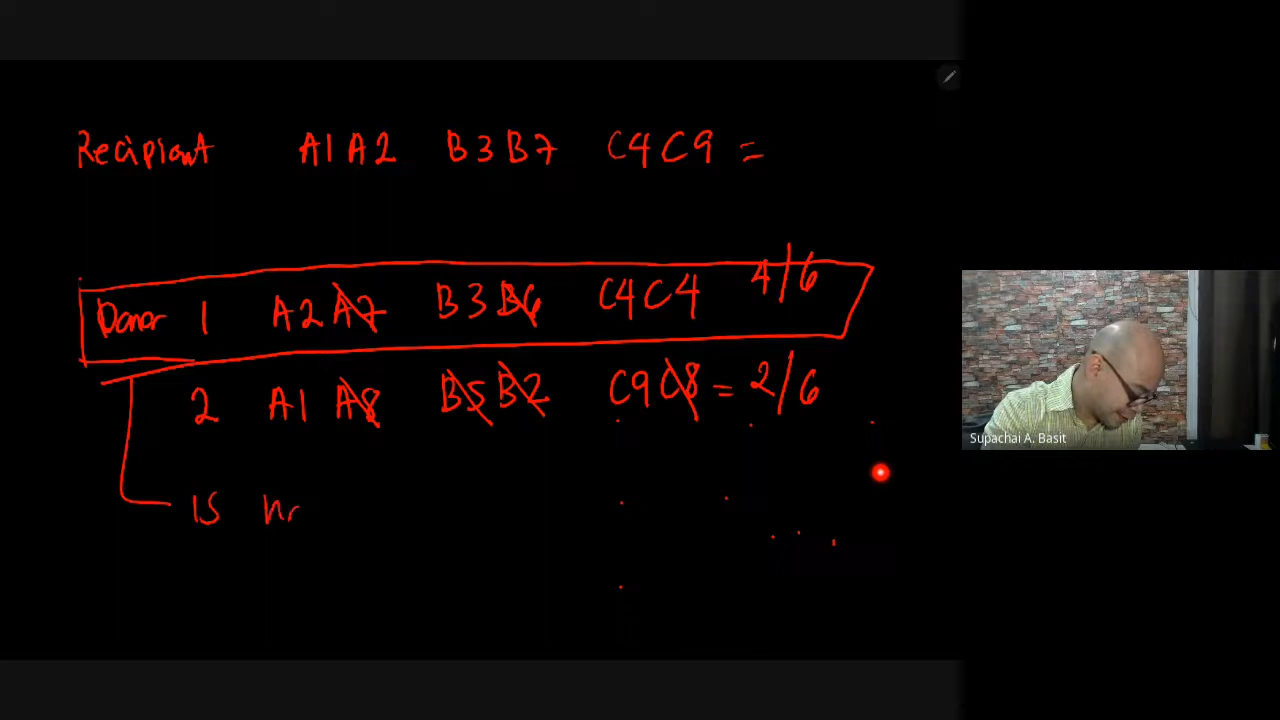 Recipient A1 A2 B3 B7 C4 C9 =
Donor 1 A2 A7 B3 B6 C4 C4 4/6
2 A1 A8 B5 B2 C9 C8 = 2/6
is
Supachai A. Basit